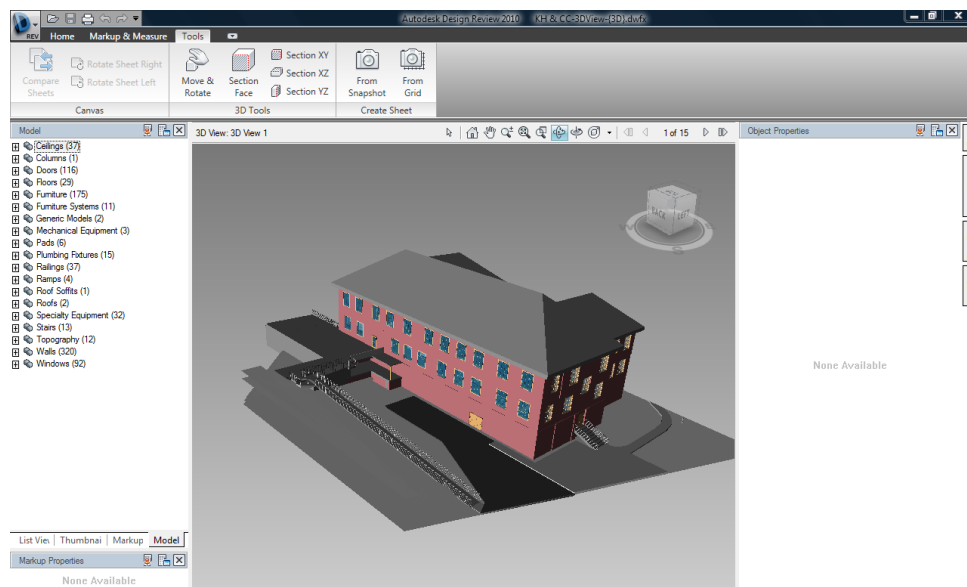 Autodesk Design Review 2010 KH & CC-3DView-{3D}.dwfx
REV Home Markup & Measure Tools
Compare Sheets
Rotate Sheet Right
Rotate Sheet Left
Move & Rotate
Section Face
Section XY
Section XZ
Section YZ
From Snapshot
From Grid
Canvas 3D Tools Create Sheet
Model
3D View: 3D View 1
1 of 15
Object Properties
Ceilings (37)
Columns (1)
Doors (116)
Floors (29)
Furniture (175)
Furniture Systems (11)
Generic Models (2)
Mechanical Equipment (3)
Pads (6)
Plumbing Fixtures (15)
Railings (37)
Ramps (4)
Roof Soffits (1)
Roofs (2)
Specialty Equipment (32)
Stairs (13)
Topography (12)
Walls (320)
Windows (92)
BACK LEFT
W S
None Available
List Viev Thumbnai Markup Model
Markup Properties
None Available